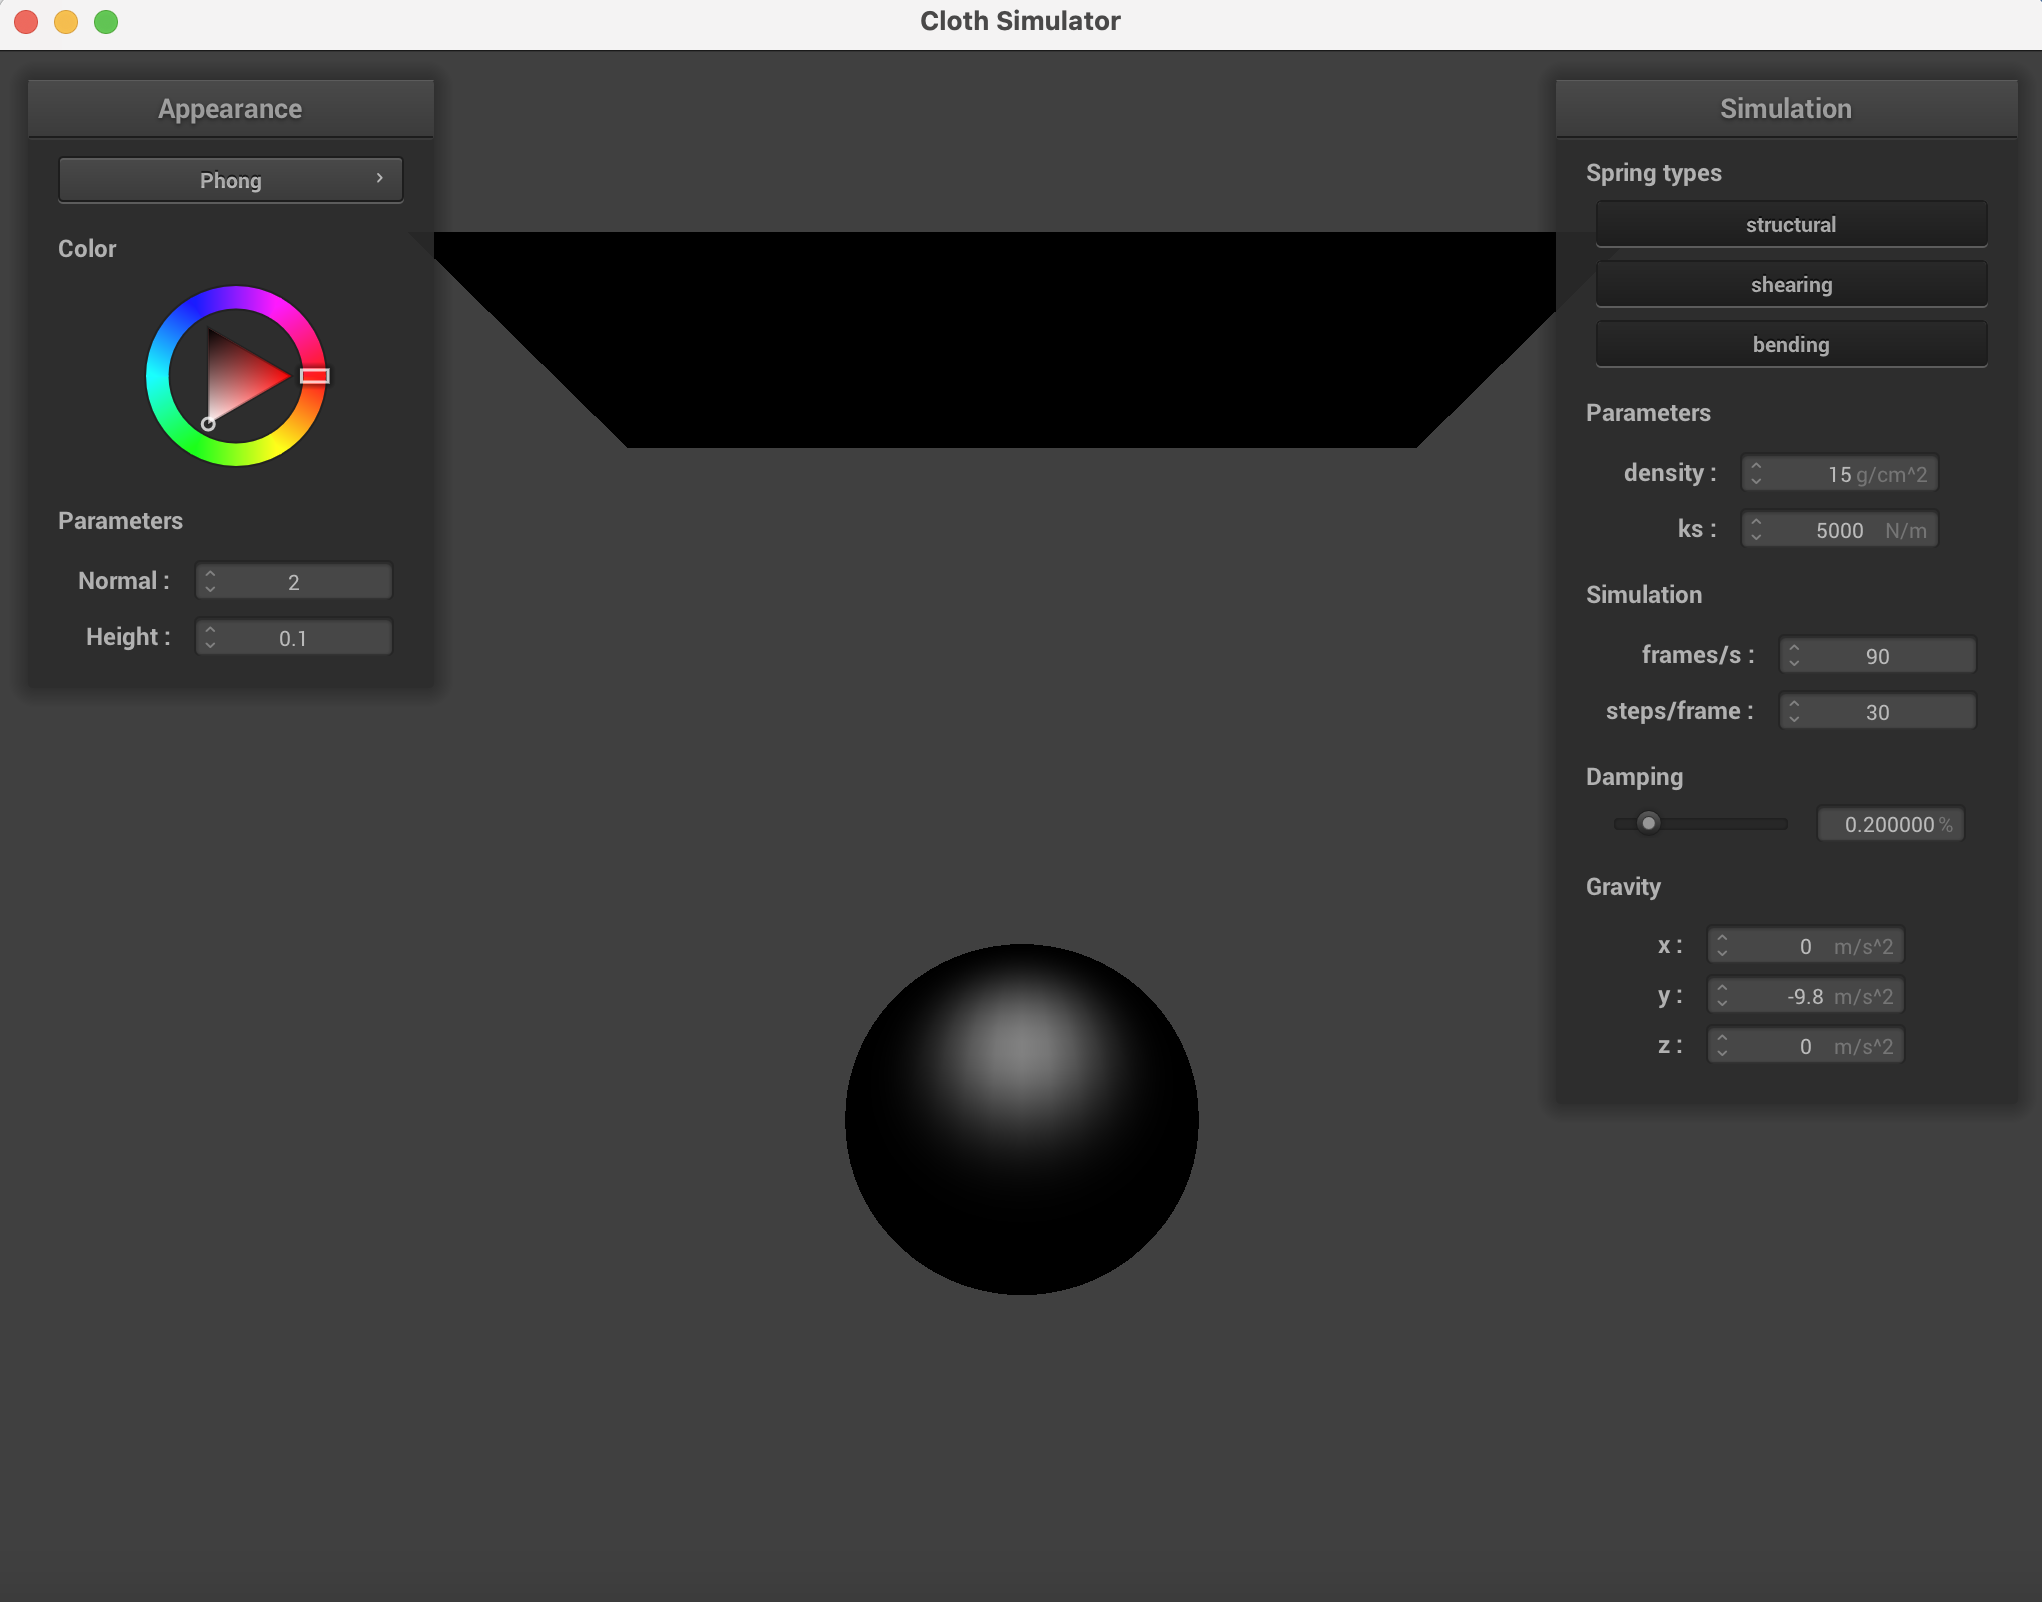 Cloth Simulator
Appearance
Phong
Color
Parameters
Normal : 2
Height : 0.1
Simulation
Spring types
structural
shearing
bending
Parameters
density : 15 g/cm^2
ks : 5000 N/m
Simulation
frames/s : 90
steps/frame : 30
Damping
0.200000 %
Gravity
x : 0 m/s^2
y : -9.8 m/s^2
z : 0 m/s^2